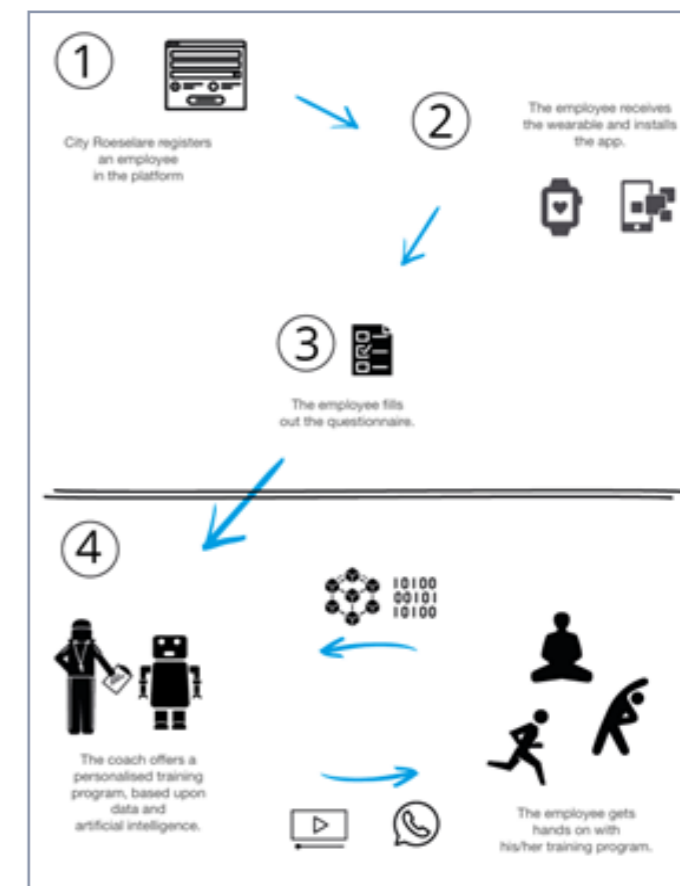 1
City Roeselare registers
an employee
in the platform
2
The employee receives
the wearable and installs
the app.
3
The employee fills
out the questionnaire.
4
10100
00101
10100
The coach offers a
personalised training
program, based upon
data and
artificial intelligence.
The employee gets
hands on with
his/her training program.